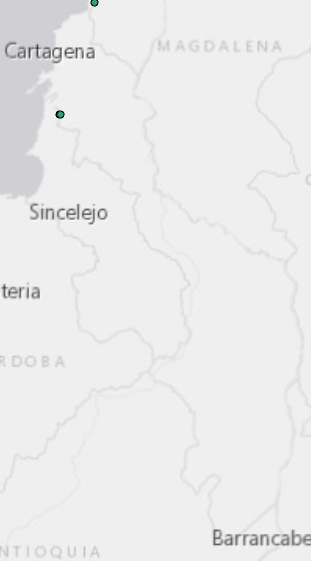 Cartagena
MAGDALENA
Sincelejo
teria
RDOBA
Barrancabe
NTIOQUIA